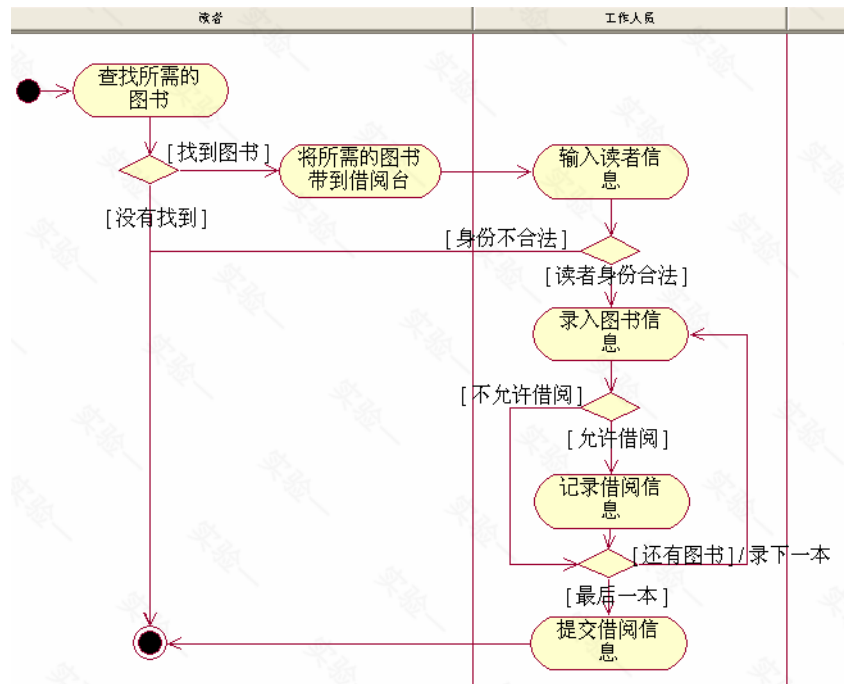 读者
工作人员
查找所需的
图书
[找到图书]
将所需的图书
带到借阅台
输入读者信
息
[没有找到]
[身份不合法]
[读者身份合法]
录入图书信
息
[不允许借阅]
[允许借阅]
记录借阅信
息
[还有图书]/录下一本
[最后一本]
提交借阅信
息
实验一